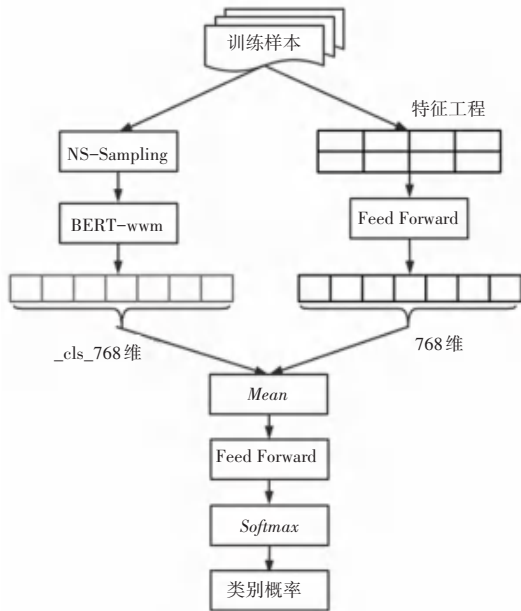 训练样本
特征工程
NS-Sampling
BERT-wwm
Feed Forward
_cls_768维
768维
Mean
Feed Forward
Softmax
类别概率